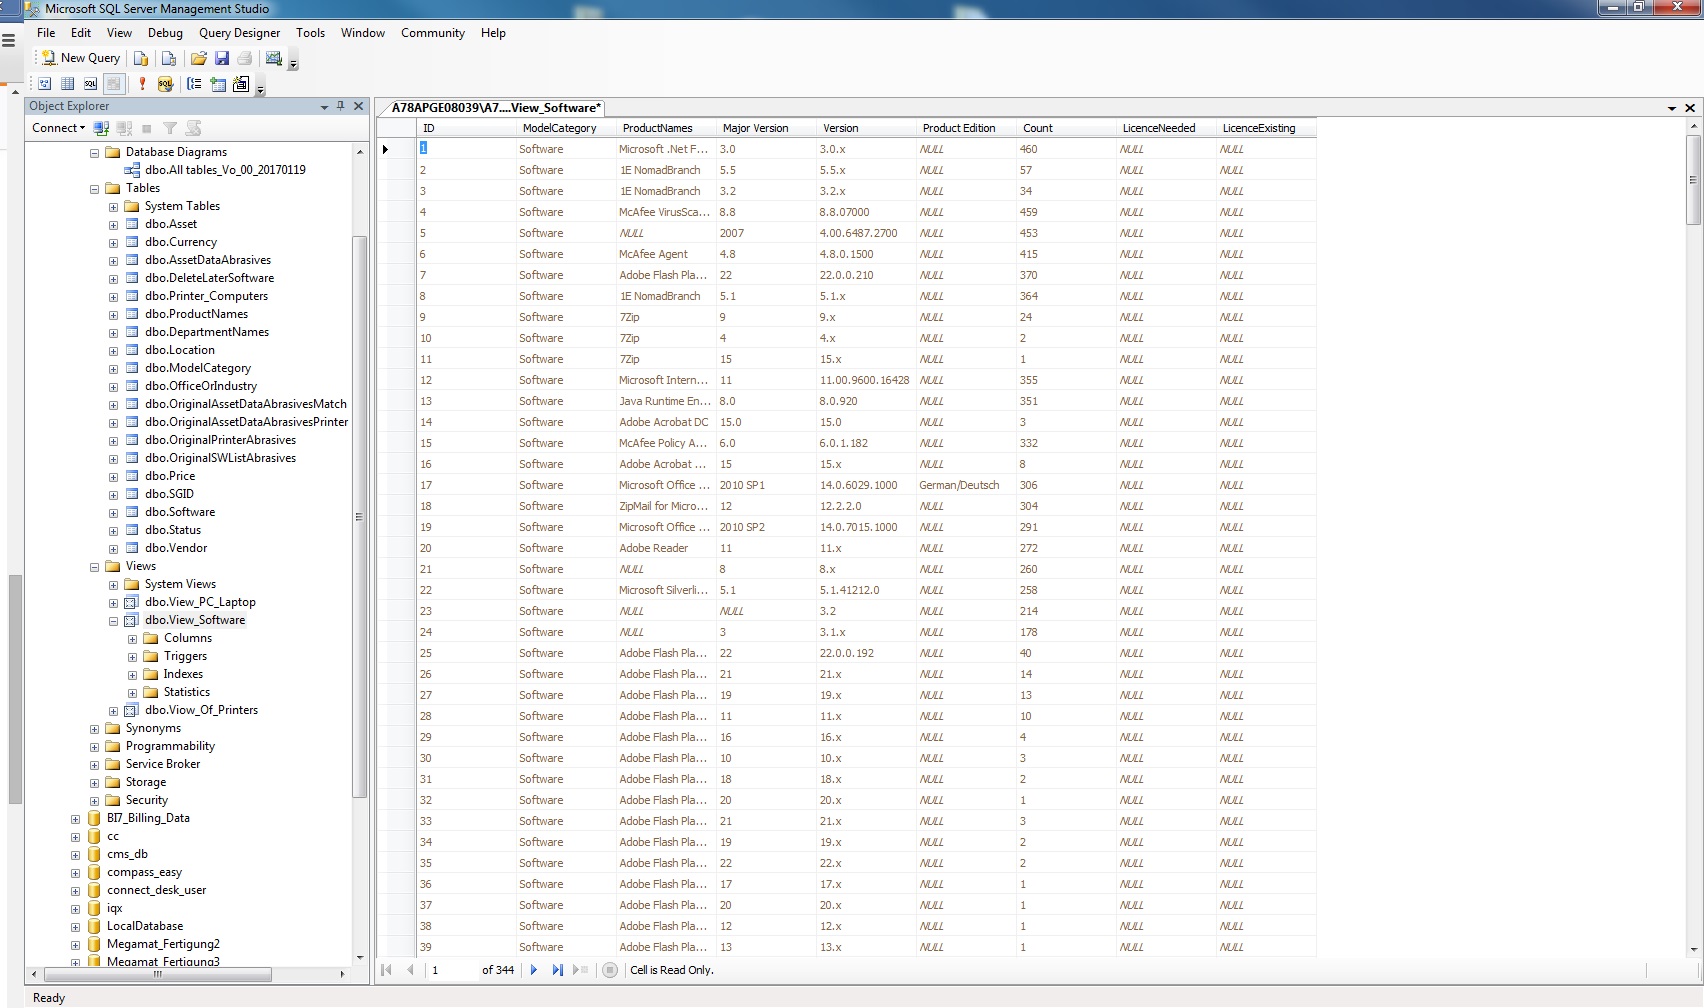 Microsoft SQL Server Management Studio
File Edit View Debug Query Designer Tools Window Community Help
New Query
Object Explorer
Connect
Database Diagrams
dbo.All tables_Vo_00_20170119
Tables
System Tables
dbo.Asset
dbo.Currency
dbo.AssetDataAbrasives
dbo.DeleteLaterSoftware
dbo.Printer_Computers
dbo.ProductNames
dbo.DepartmentNames
dbo.Location
dbo.ModelCategory
dbo.OfficeOrIndustry
dbo.OriginalAssetDataAbrasivesMatch
dbo.OriginalAssetDataAbrasivesPrinter
dbo.OriginalPrinterAbrasives
dbo.OriginalSWListAbrasives
dbo.Price
dbo.SGID
dbo.Software
dbo.Status
dbo.Vendor
Views
System Views
dbo.View_PC_Laptop
dbo.View_Software
Columns
Triggers
Indexes
Statistics
dbo.Viow_Of_Printers
Synonyms
Programmability
Service Broker
Storage
Security
BI7_Billing_Data
cc
cms_db
compass_easy
connect_desk_user
iqx
LocalDatabase
Megamat_Fertigung2
Megamat_Fertigung3
A78APGE08039\A7....View_Software*
ID ModelCategory ProductNames Major Version Version Product Edition Count LicenceNeeded LicenceExisting
1 Software Microsoft .Net F... 3.0 3.0.x NULL 460 NULL NULL
2 Software 1E NomadBranch 5.5 5.5.x NULL 57 NULL NULL
3 Software 1E NomadBranch 3.2 3.2.x NULL 34 NULL NULL
4 Software McAfee VirusSca... 8.8 8.8.07000 NULL 459 NULL NULL
5 Software NULL 2007 4.00.6487.2700 NULL 453 NULL NULL
6 Software McAfee Agent 4.8 4.8.0.1500 NULL 415 NULL NULL
7 Software Adobe Flash Pla... 22 22.0.0.210 NULL 370 NULL NULL
8 Software 1E NomadBranch 5.1 5.1.x NULL 364 NULL NULL
9 Software 7Zip 9 9.x NULL 24 NULL NULL
10 Software 7Zip 4 4.x NULL 2 NULL NULL
11 Software 7Zip 15 15.x NULL 1 NULL NULL
12 Software Microsoft Intern... 11 11.00.9600.16428 NULL 355 NULL NULL
13 Software Java Runtime En... 8.0 8.0.920 NULL 351 NULL NULL
14 Software Adobe Acrobat DC 15.0 15.0 NULL 3 NULL NULL
15 Software McAfee Policy A... 6.0 6.0.1.182 NULL 332 NULL NULL
16 Software Adobe Acrobat ... 15 15.x NULL 8 NULL NULL
17 Software Microsoft Office ... 2010 SP1 14.0.6029.1000 German/Deutsch 306 NULL NULL
18 Software ZipMail for Micro... 12 12.2.2.0 NULL 304 NULL NULL
19 Software Microsoft Office ... 2010 SP2 14.0.7015.1000 NULL 291 NULL NULL
20 Software Adobe Reader 11 11.x NULL 272 NULL NULL
21 Software NULL 8 8.x NULL 260 NULL NULL
22 Software Microsoft Silverli... 5.1 5.1.41212.0 NULL 258 NULL NULL
23 Software NULL NULL 3.2 NULL 214 NULL NULL
24 Software NULL 3 3.1.x NULL 178 NULL NULL
25 Software Adobe Flash Pla... 22 22.0.0.192 NULL 40 NULL NULL
26 Software Adobe Flash Pla... 21 21.x NULL 14 NULL NULL
27 Software Adobe Flash Pla... 19 19.x NULL 13 NULL NULL
28 Software Adobe Flash Pla... 11 11.x NULL 10 NULL NULL
29 Software Adobe Flash Pla... 16 16.x NULL 4 NULL NULL
30 Software Adobe Flash Pla... 10 10.x NULL 3 NULL NULL
31 Software Adobe Flash Pla... 18 18.x NULL 2 NULL NULL
32 Software Adobe Flash Pla... 20 20.x NULL 1 NULL NULL
33 Software Adobe Flash Pla... 21 21.x NULL 3 NULL NULL
34 Software Adobe Flash Pla... 19 19.x NULL 2 NULL NULL
35 Software Adobe Flash Pla... 22 22.x NULL 2 NULL NULL
36 Software Adobe Flash Pla... 17 17.x NULL 1 NULL NULL
37 Software Adobe Flash Pla... 20 20.x NULL 1 NULL NULL
38 Software Adobe Flash Pla... 12 12.x NULL 1 NULL NULL
39 Software Adobe Flash Pla... 13 13.x NULL 1 NULL NULL
1 of 344 Cell is Read Only.
Ready